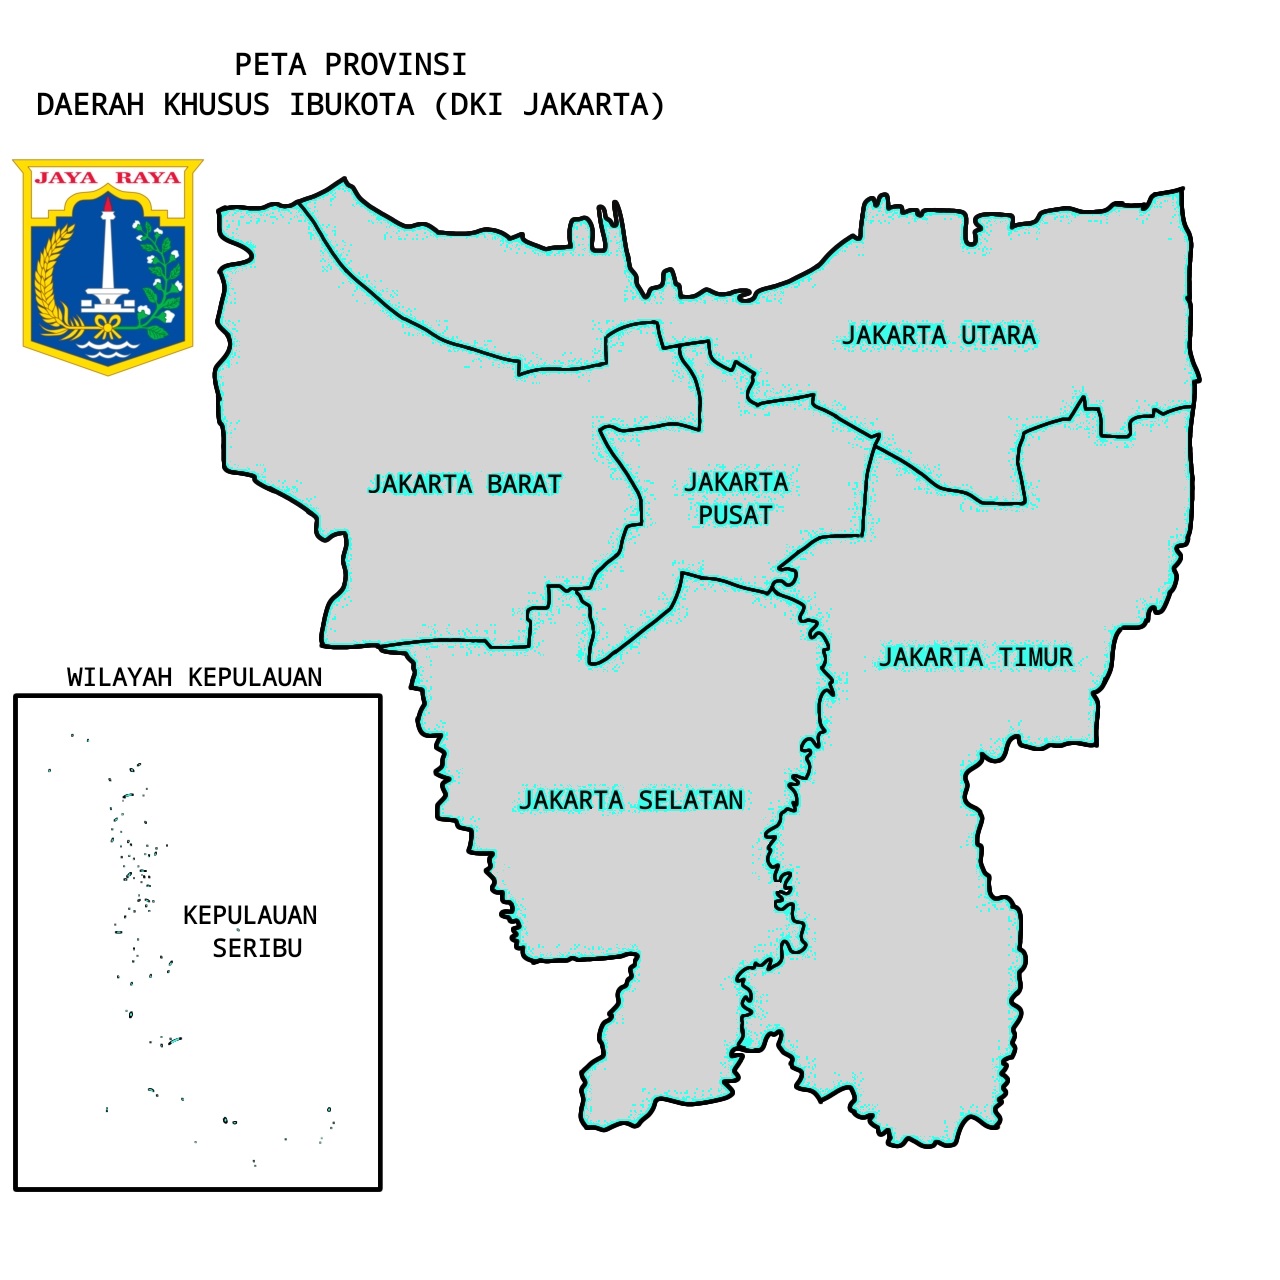 PETA PROVINSI
DAERAH KHUSUS IBUKOTA (DKI JAKARTA)
JAYA RAYA
JAKARTA UTARA
JAKARTA BARAT
JAKARTA
PUSAT
JAKARTA TIMUR
WILAYAH KEPULAUAN
JAKARTA SELATAN
KEPULAUAN
SERIBU